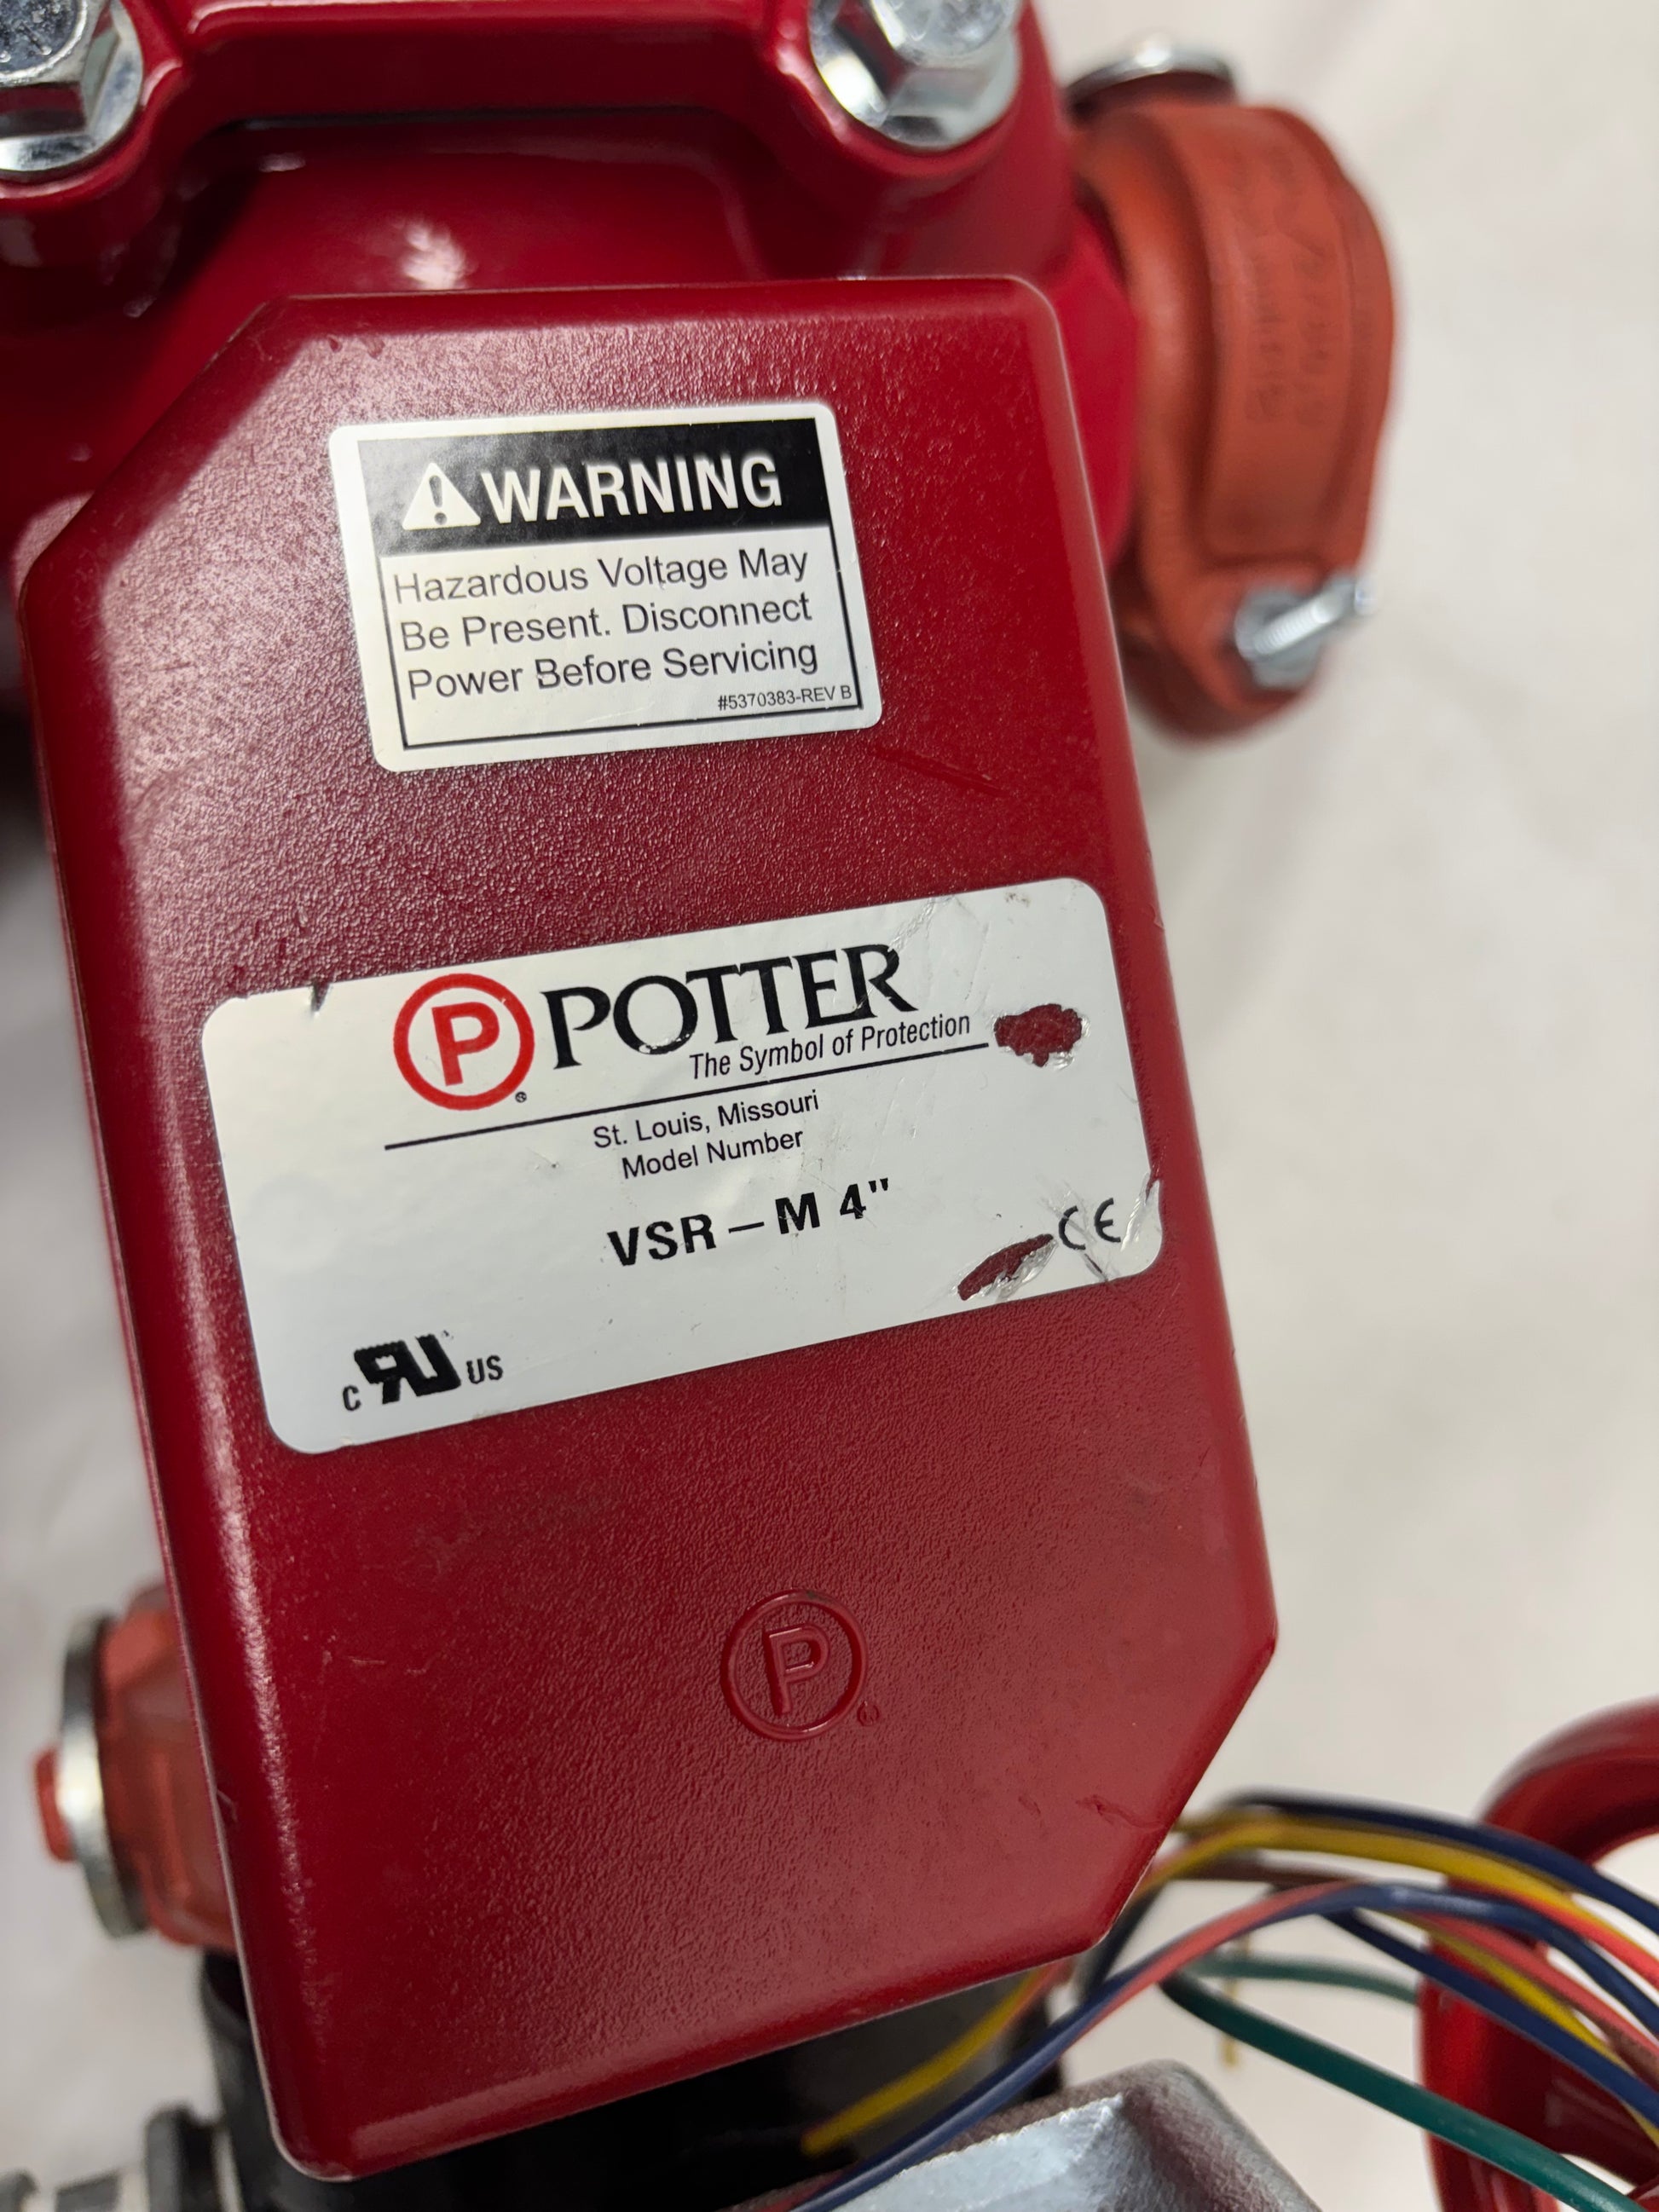 WARNING
Hazardous Voltage May
Be Present. Disconnect
Power Before Servicing
#5370383-REV B
P POTTER
®
The Symbol of Protection
St. Louis, Missouri
Model Number
VSR – M 4"
CE
c RU US
P